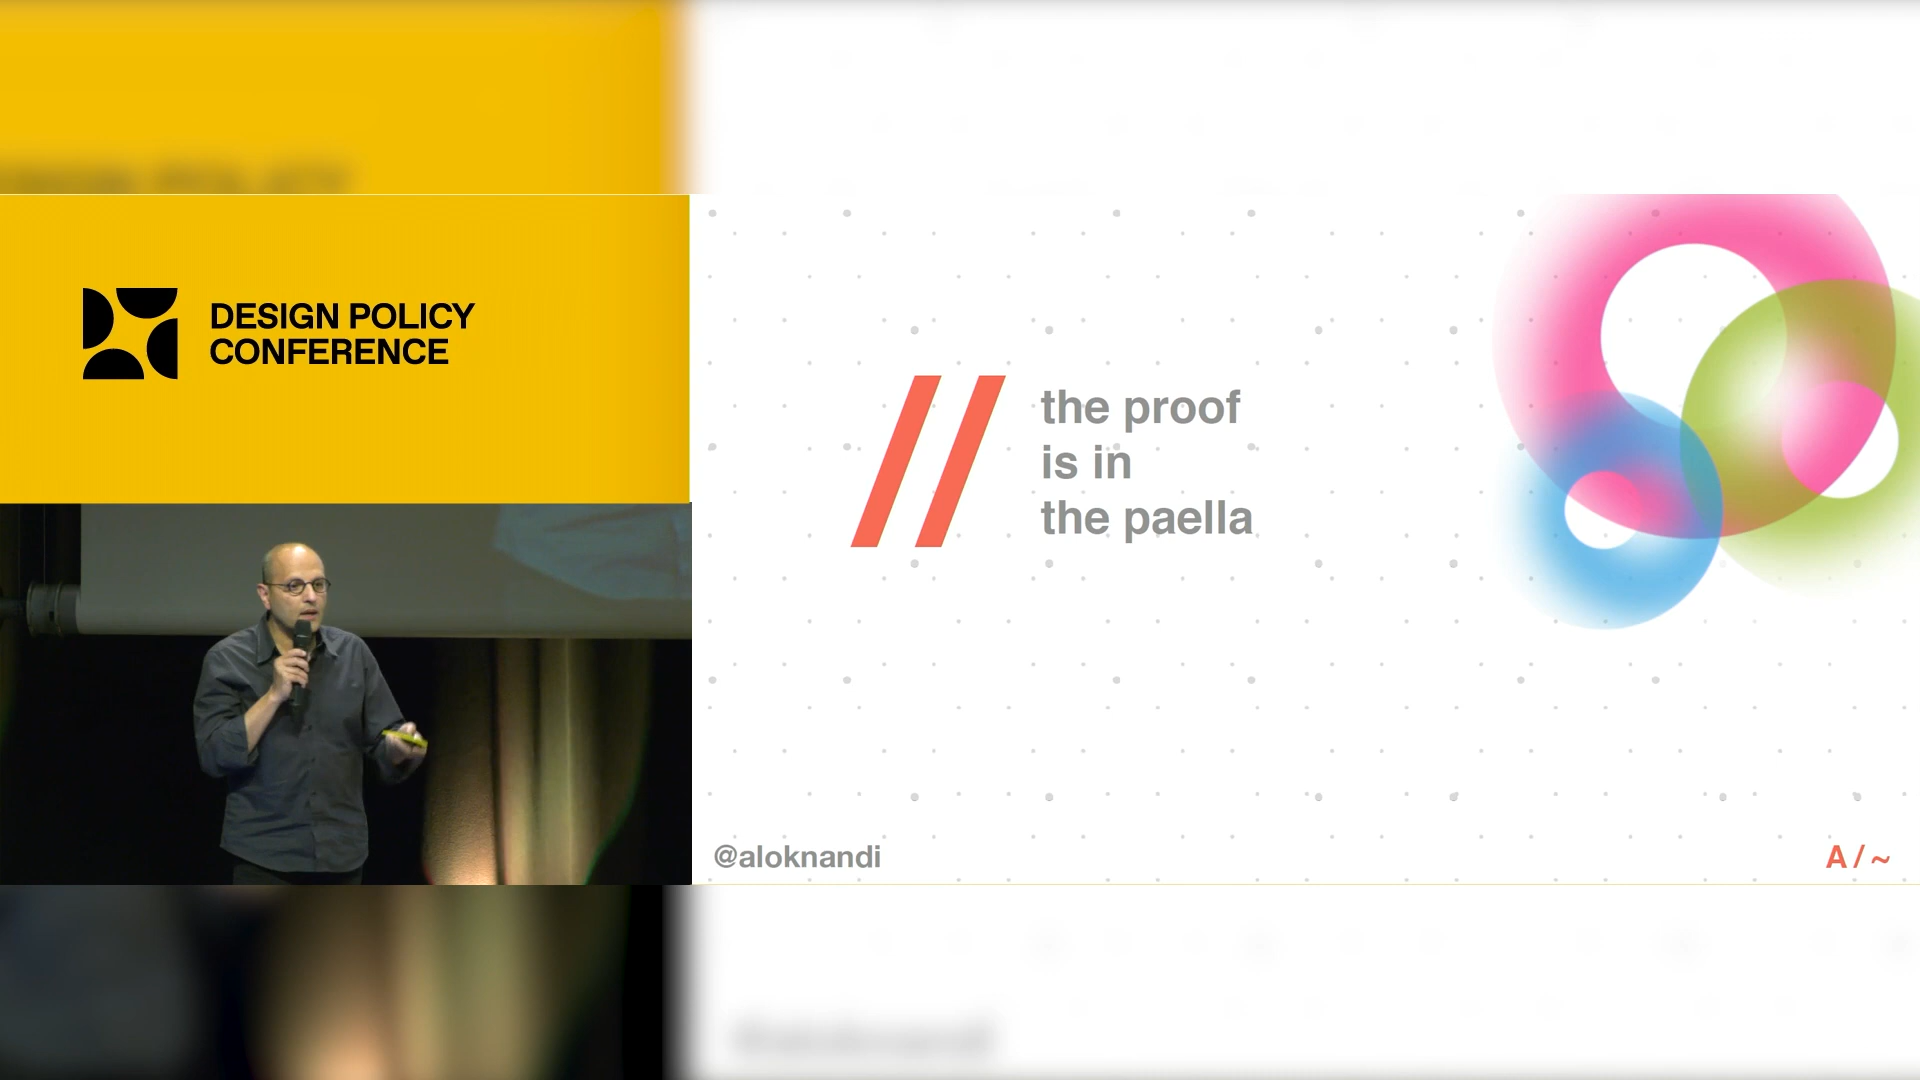 DESIGN POLICY
CONFERENCE
//
the proof
is in
the paella
@aloknandi
A / ~